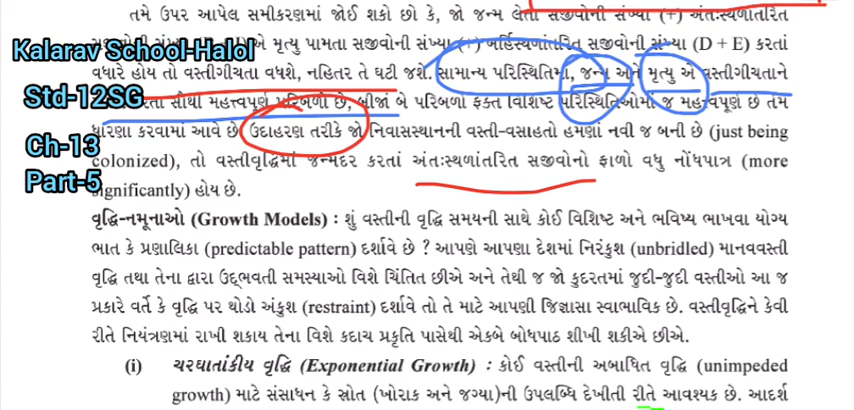 તમે ઉપર આપેલ સમીકરણમાં જોઈ શકો છો કે, જો જન્મ લેતા સજીવોની સંખ્યા (+) અંતઃસ્થળાંતરિત
એ મૃત્યુ પામતા સજીવોની સંખ્યા (+) બહિર્સ્થળાંતરિત સજીવોની સંખ્યા (D + E) કરતાં
Kalarav School-Halol
વધારે હોય તો વસ્તીગીચતા વધશે, નહિતર તે ઘટી જશે. સામાન્ય પરિસ્થિતિમાં, જન્મ અને મૃત્યુ એ વસ્તીગીચતાને
Std-12SG
સૌથી મહત્ત્વપૂર્ણ પરિબળો છે, બીજાં બે પરિબળો ફક્ત વિશિષ્ટ પરિસ્થિતિઓમાં જ મહત્ત્વપૂર્ણ છે તેમ
ધારણા કરવામાં આવે છે. ઉદાહરણ તરીકે જો નિવાસસ્થાનની વસ્તી-વસાહતો હમણાં નવી જ બની છે (just being
Ch-13
colonized), તો વસ્તીવૃદ્ધિમાં જન્મદર કરતાં અંતઃસ્થળાંતરિત સજીવોનો ફાળો વધુ નોંધપાત્ર (more
Part-5
significantly) હોય છે.
વૃદ્ધિ-નમૂનાઓ (Growth Models) : શું વસ્તીની વૃદ્ધિ સમયની સાથે કોઈ વિશિષ્ટ અને ભવિષ્ય ભાખવા યોગ્ય
ભાત કે પ્રણાલિકા (predictable pattern) દર્શાવે છે ? આપણે આપણા દેશમાં નિરંકુશ (unbridled) માનવવસ્તી
વૃદ્ધિ તથા તેના દ્વારા ઉદ્ભવતી સમસ્યાઓ વિશે ચિંતિત છીએ અને તેથી જ જો કુદરતમાં જુદી-જુદી વસ્તીઓ આ જ
પ્રકારે વર્તે કે વૃદ્ધિ પર થોડો અંકુશ (restraint) દર્શાવે તો તે માટે આપણી જિજ્ઞાસા સ્વાભાવિક છે. વસ્તીવૃદ્ધિને કેવી
રીતે નિયંત્રણમાં રાખી શકાય તેના વિશે કદાચ પ્રકૃતિ પાસેથી એકબે બોધપાઠ શીખી શકીએ છીએ.
(i) ચરઘાતાંકીય વૃદ્ધિ (Exponential Growth) : કોઈ વસ્તીની અબાધિત વૃદ્ધિ (unimpeded
growth) માટે સંસાધન કે સ્રોત (ખોરાક અને જગ્યા)ની ઉપલબ્ધિ દેખીતી રીતે આવશ્યક છે. આદર્શ